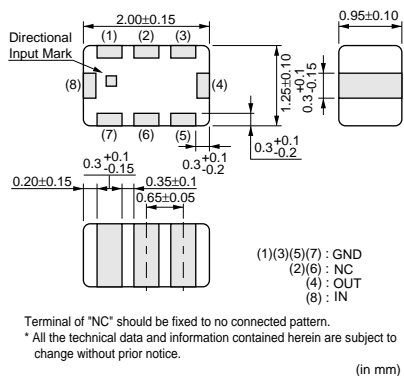 2.00±0.15
0.95±0.10
Directional
Input Mark
(1) (2) (3)
(8)
(4)
(7) (6) (5)
1.25±0.10
0.3 +0.1 -0.15
0.3 +0.1 -0.2
0.3 +0.1 -0.15
0.3 +0.1 -0.2
0.20±0.15
0.35±0.1
0.65±0.05
(1)(3)(5)(7) : GND
(2)(6) : NC
(4) : OUT
(8) : IN
Terminal of "NC" should be fixed to no connected pattern.
* All the technical data and information contained herein are subject to
change without prior notice.
(in mm)